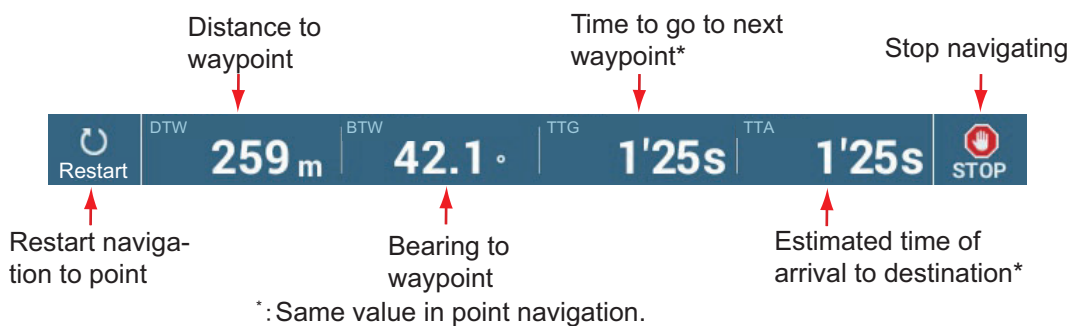 Distance to
waypoint
Time to go to next
waypoint*
Stop navigating
Restart
DTW
259 m
BTW
42.1 °
TTG
1'25s
TTA
1'25s
STOP
Restart naviga-
tion to point
Bearing to
waypoint
Estimated time of
arrival to destination*
*: Same value in point navigation.